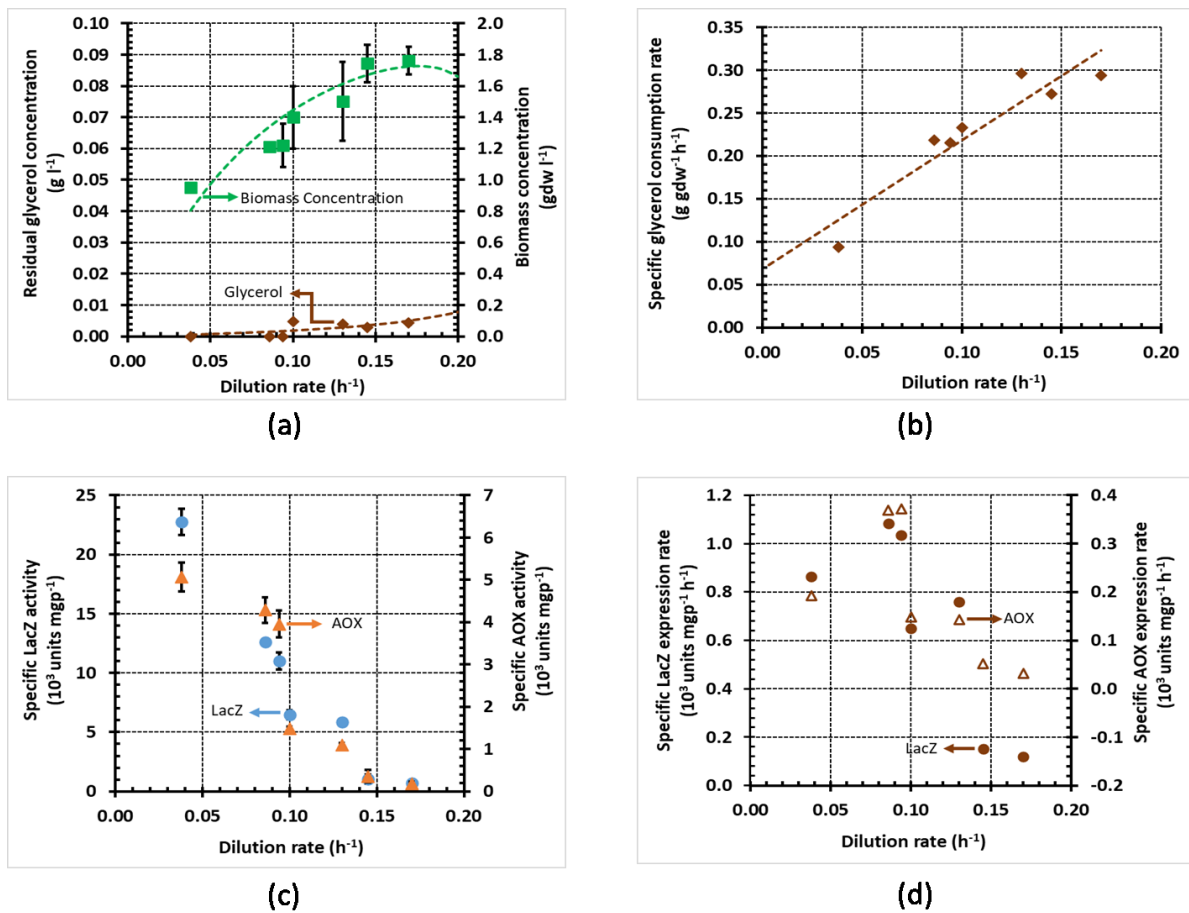 Residual glycerol concentration
(g l⁻¹)
0.10
0.09
0.08
0.07
0.06
0.05
0.04
0.03
0.02
0.01
0.00
2.0
1.8
1.6
1.4
1.2
1.0
0.8
0.6
0.4
0.2
0.0
Biomass concentration
(gdw l⁻¹)
Biomass Concentration
Glycerol
0.00 0.05 0.10 0.15 0.20
Dilution rate (h⁻¹)
(a)
Specific glycerol consumption rate
(g gdw⁻¹ h⁻¹)
0.35
0.30
0.25
0.20
0.15
0.10
0.05
0.00
0.00 0.05 0.10 0.15 0.20
Dilution rate (h⁻¹)
(b)
Specific LacZ activity
(10³ units mgp⁻¹)
25
20
15
10
5
0
7
6
5
4
3
2
1
0
Specific AOX activity
(10³ units mgp⁻¹)
AOX
LacZ
0.00 0.05 0.10 0.15 0.20
Dilution rate (h⁻¹)
(c)
Specific LacZ expression rate
(10³ units mgp⁻¹ h⁻¹)
1.2
1.0
0.8
0.6
0.4
0.2
0.0
0.4
0.3
0.2
0.1
0.0
-0.1
-0.2
Specific AOX expression rate
(10³ units mgp⁻¹ h⁻¹)
AOX
LacZ
0.00 0.05 0.10 0.15 0.20
Dilution rate (h⁻¹)
(d)